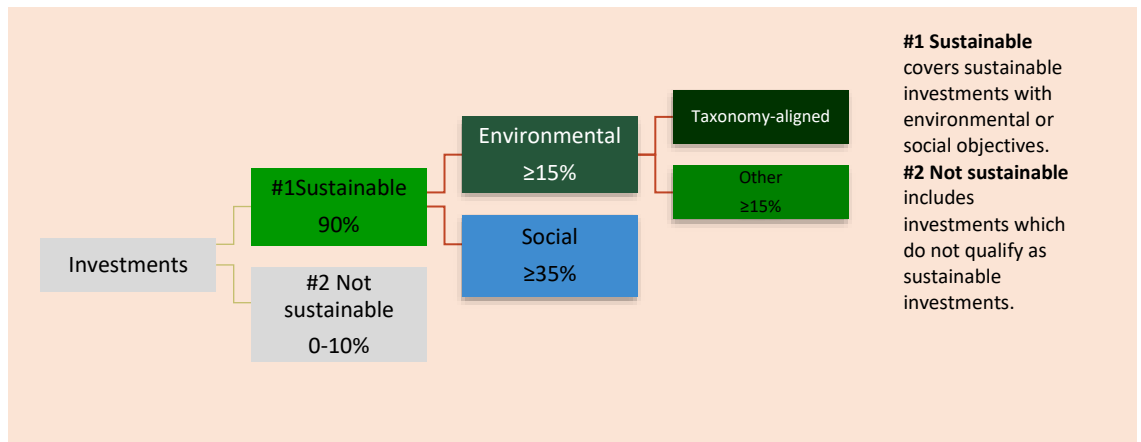 Investments
#1Sustainable
90%
#2 Not
sustainable
0-10%
Environmental
≥15%
Social
≥35%
Taxonomy-aligned
Other
≥15%
#1 Sustainable
covers sustainable
investments with
environmental or
social objectives.
#2 Not sustainable
includes
investments which
do not qualify as
sustainable
investments.